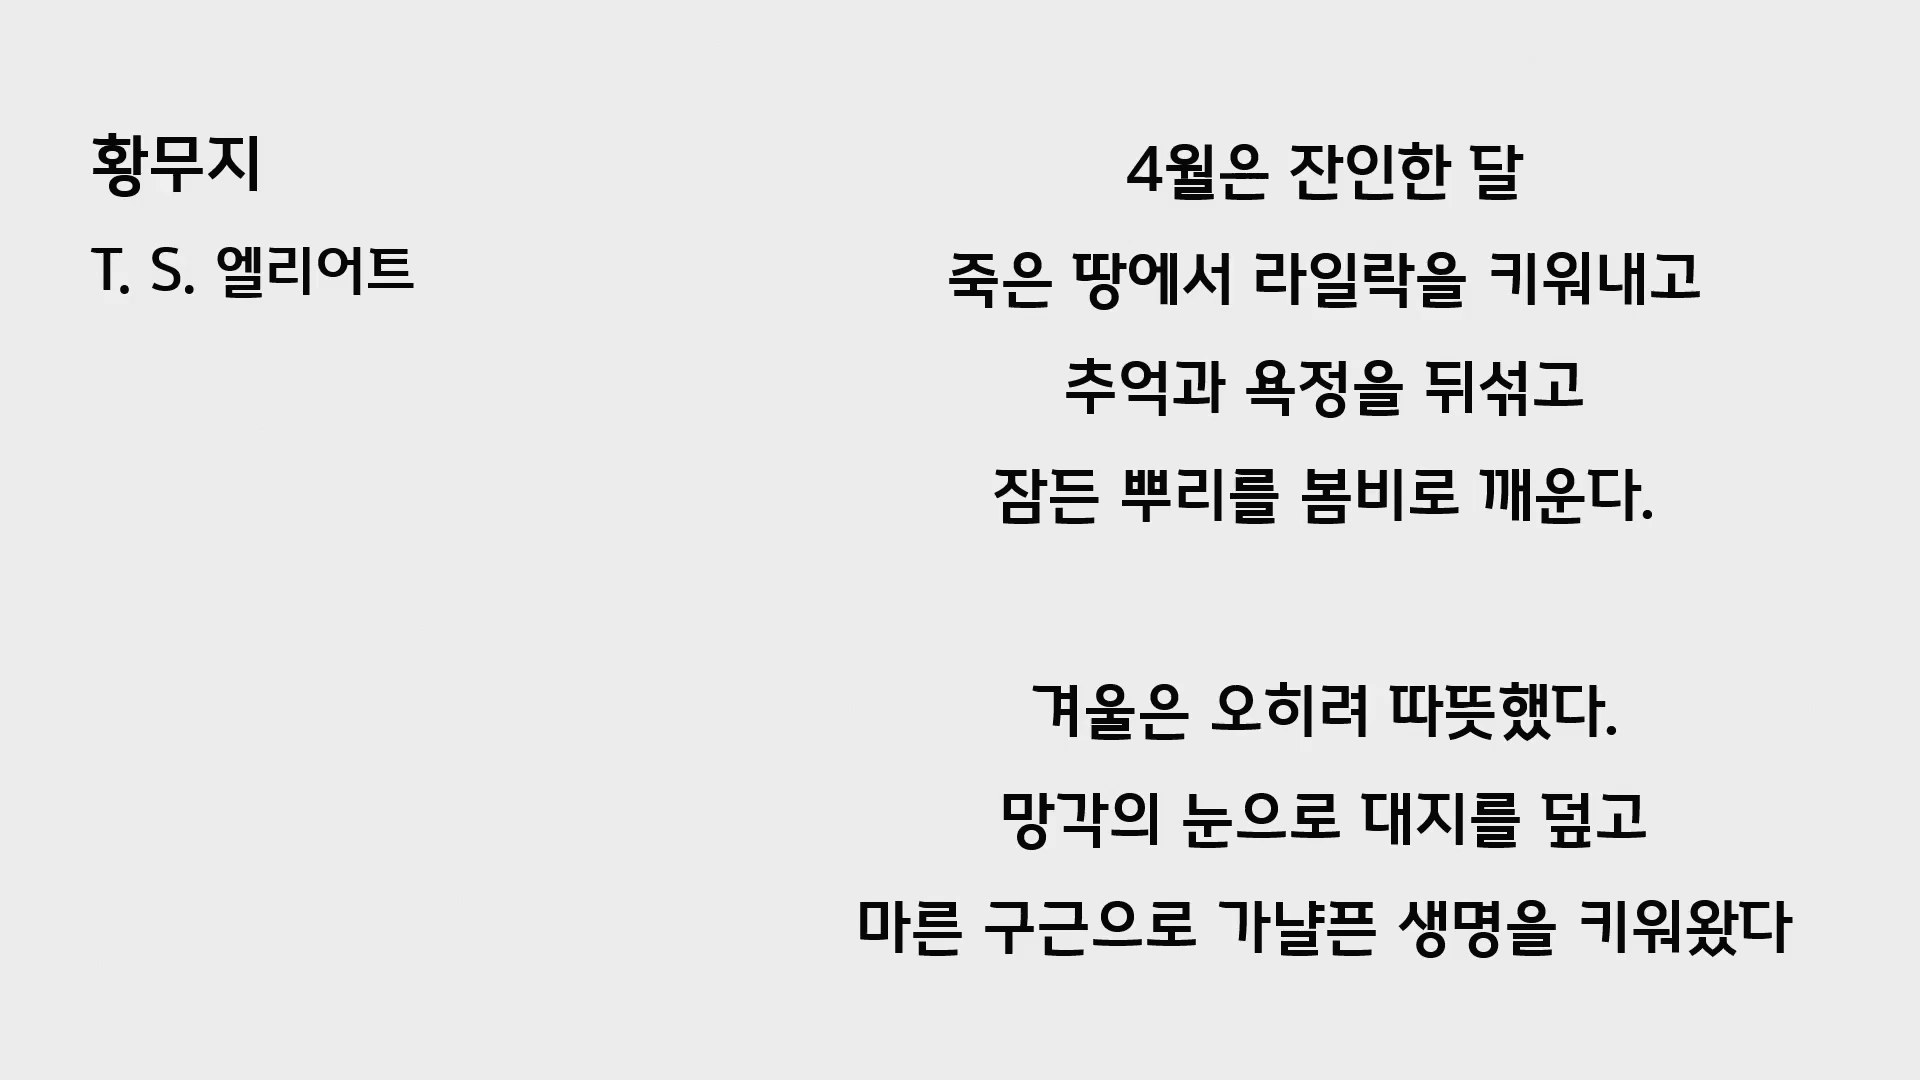 황무지
T. S. 엘리어트
4월은 잔인한 달
죽은 땅에서 라일락을 키워내고
추억과 욕정을 뒤섞고
잠든 뿌리를 봄비로 깨운다.
겨울은 오히려 따뜻했다.
망각의 눈으로 대지를 덮고
마른 구근으로 가냘픈 생명을 키워왔다